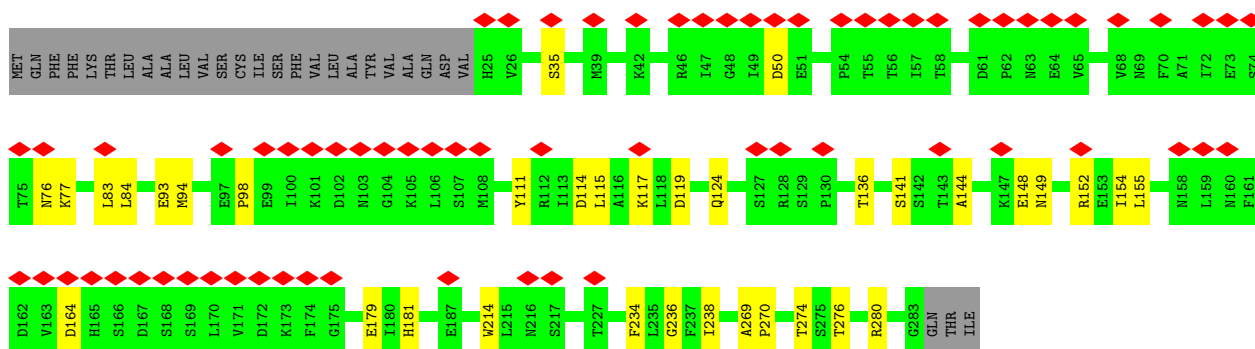 MET GLN PHE PHE LYS THR LEU ALA ALA LEU VAL SER CYS ILE SER PHE VAL LEU ALA TYR VAL ALA GLN ASP VAL H25 V26 S35 M39 K42 R46 I47 G48 I49 D50 E51 P54 T55 T56 I57 T58 D61 P62 N63 E64 V65 V68 N69 F70 A71 I72 E73 S74
T75 N76 K77 L83 L84 E93 M94 E97 P98 E99 I100 K101 D102 N103 G104 K105 L106 S107 M108 Y111 R112 I113 D114 L115 A116 K117 L118 D119 Q124 S127 R128 S129 P130 T136 S141 S142 T143 A144 K147 E148 N149 R152 E153 I154 L155 N158 L159 N160 F161
D162 V163 D164 H165 S166 D167 S168 S169 L170 V171 D172 K173 F174 G175 E179 I180 H181 E187 W214 L215 N216 S217 T227 F234 L235 G236 F237 I238 A269 P270 T274 S275 T276 R280 G283 GLN THR ILE